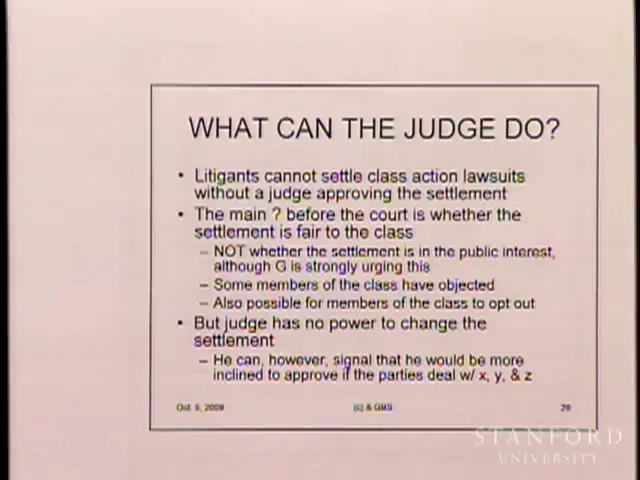 WHAT CAN THE JUDGE DO?
• Litigants cannot settle class action lawsuits
without a judge approving the settlement
• The main ? before the court is whether the
settlement is fair to the class
– NOT whether the settlement is in the public interest,
although G is strongly urging this
– Some members of the class have objected
– Also possible for members of the class to opt out
• But judge has no power to change the
settlement
– He can, however, signal that he would be more
inclined to approve if the parties deal w/ x, y, & z
Oct. 5, 2009 (c) & GMS
STANFORD
UNIVERSITY